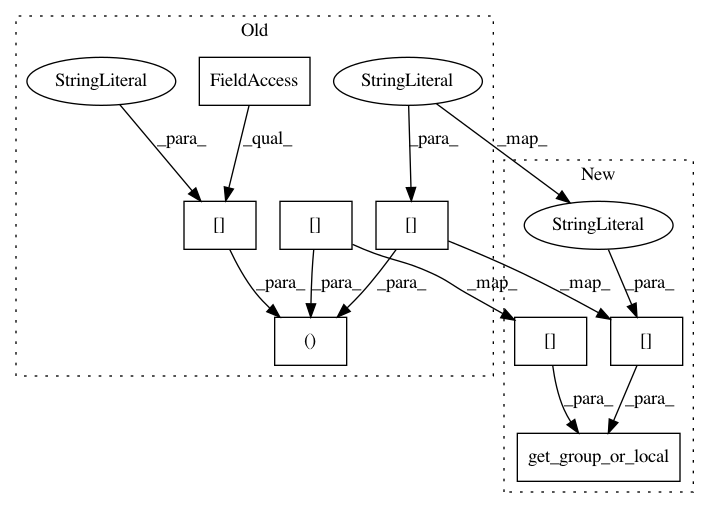 Old
StringLiteral
FieldAccess
StringLiteral
_para_
_qual_
_para_
_map_
New
[]
[]
[]
StringLiteral
_para_
_para_
_para_
_map_
_map_
_para_
()
[]
[]
_para_
_para_
get_group_or_local